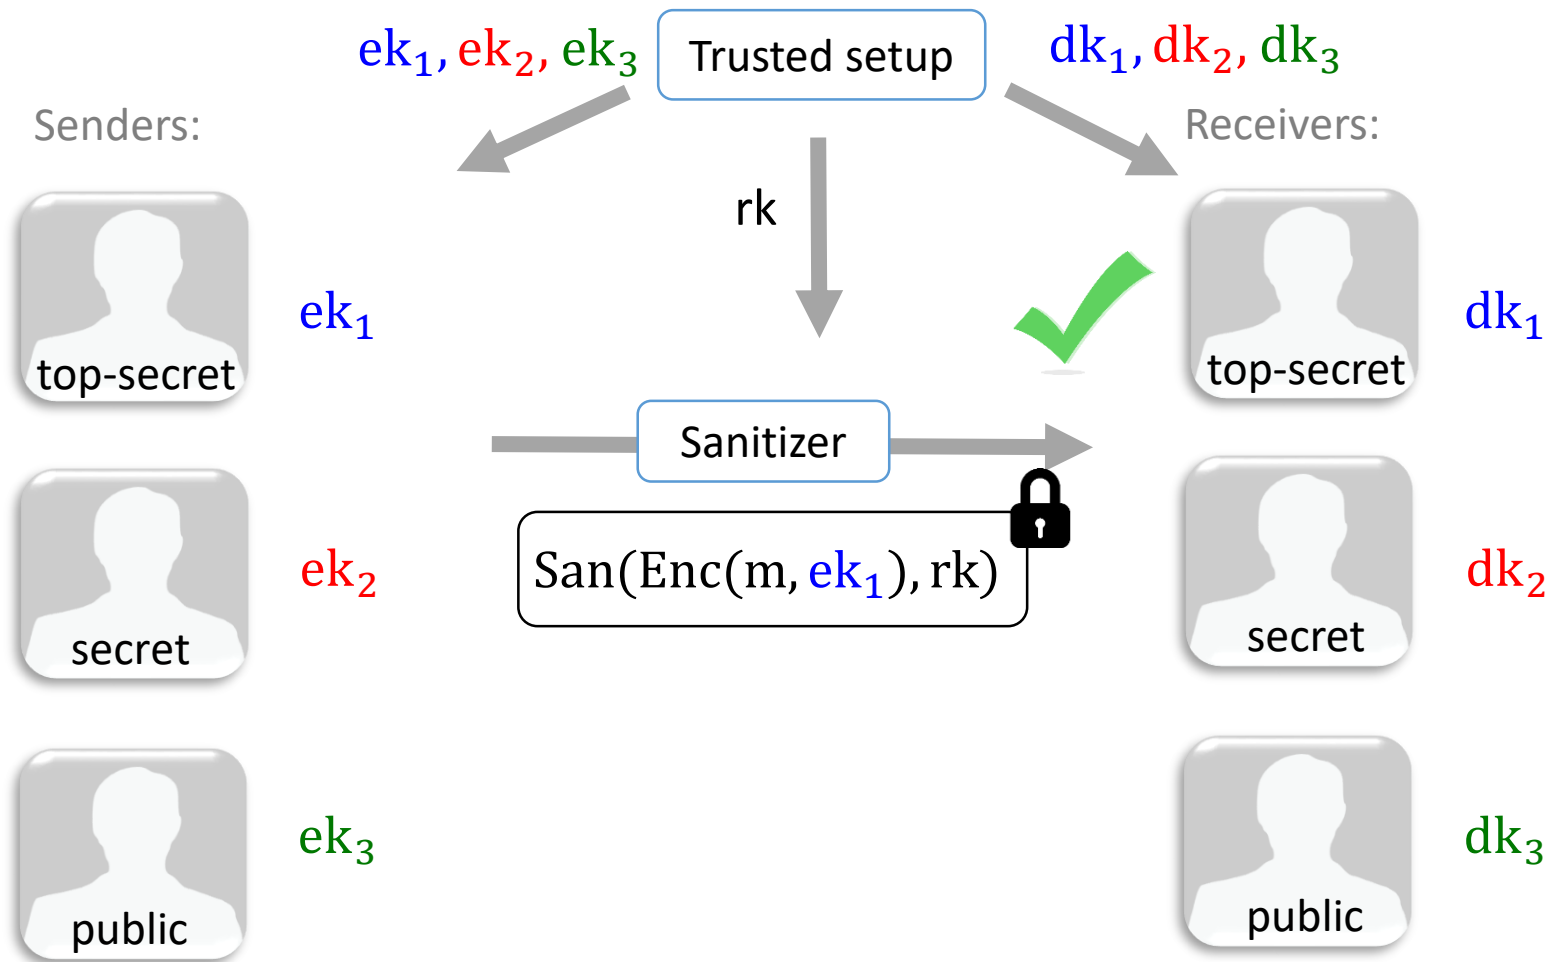 ek₁, ek₂, ek₃
Trusted setup
dk₁, dk₂, dk₃
Senders:
Receivers:
rk
ek₁
top-secret
top-secret
dk₁
Sanitizer
San(Enc(m, ek₁), rk)
ek₂
secret
secret
dk₂
ek₃
public
public
dk₃